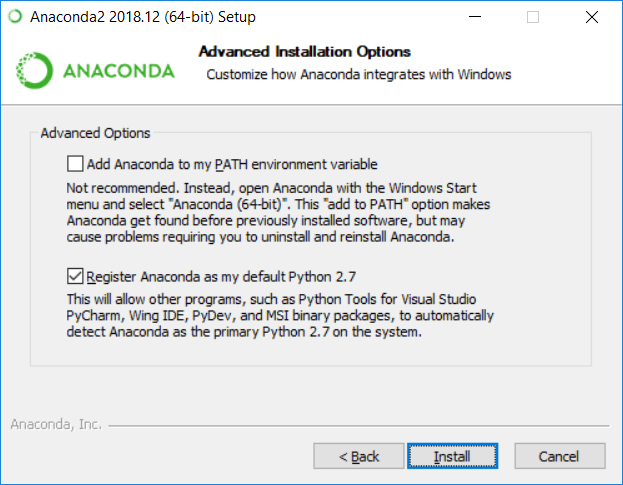 Anaconda2 2018.12 (64-bit) Setup
Advanced Installation Options
Customize how Anaconda integrates with Windows
ANACONDA
Advanced Options
Add Anaconda to my PATH environment variable
Not recommended. Instead, open Anaconda with the Windows Start
menu and select "Anaconda (64-bit)". This "add to PATH" option makes
Anaconda get found before previously installed software, but may
cause problems requiring you to uninstall and reinstall Anaconda.
Register Anaconda as my default Python 2.7
This will allow other programs, such as Python Tools for Visual Studio
PyCharm, Wing IDE, PyDev, and MSI binary packages, to automatically
detect Anaconda as the primary Python 2.7 on the system.
Anaconda, Inc.
< Back
Install
Cancel